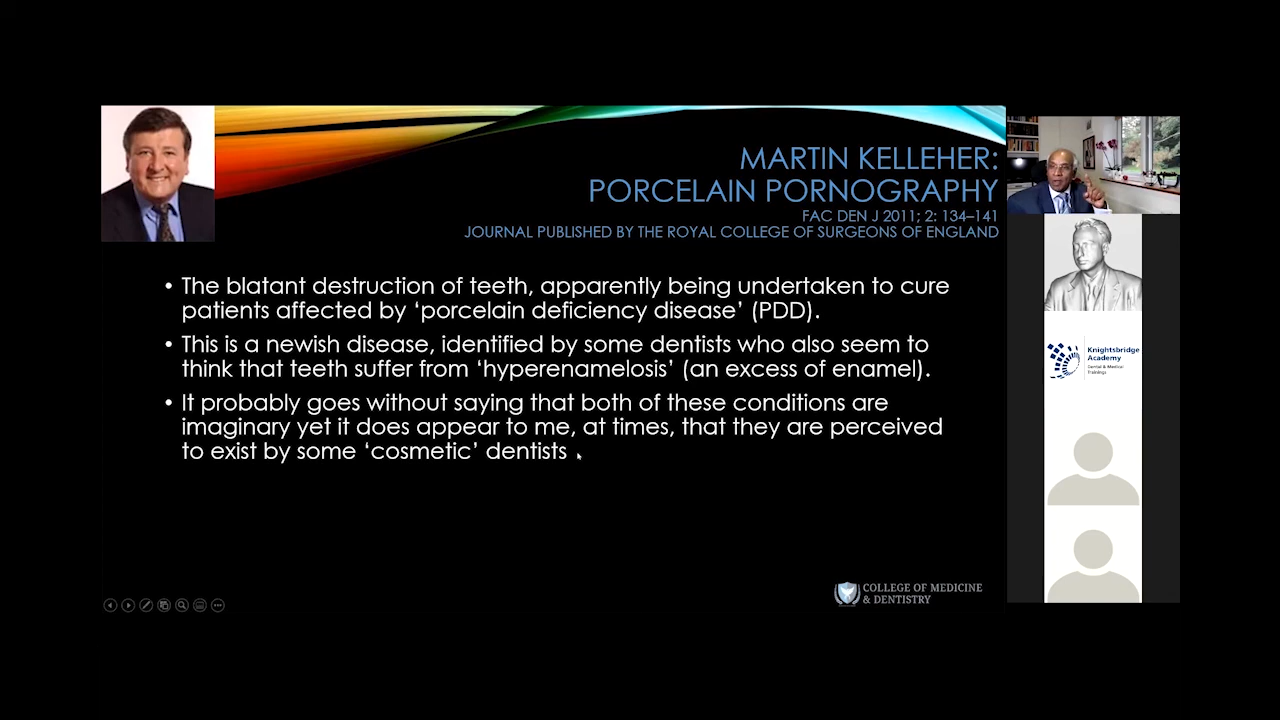 MARTIN KELLEHER:
PORCELAIN PORNOGRAPHY
FAC DEN J 2011; 2: 134–141
JOURNAL PUBLISHED BY THE ROYAL COLLEGE OF SURGEONS OF ENGLAND
• The blatant destruction of teeth, apparently being undertaken to cure
patients affected by ‘porcelain deficiency disease’ (PDD).
• This is a newish disease, identified by some dentists who also seem to
think that teeth suffer from ‘hyperenamelosis’ (an excess of enamel).
• It probably goes without saying that both of these conditions are
imaginary yet it does appear to me, at times, that they are perceived
to exist by some ‘cosmetic’ dentists
COLLEGE OF MEDICINE
& DENTISTRY
Knightsbridge
Academy
Dental & Medical
Trainings